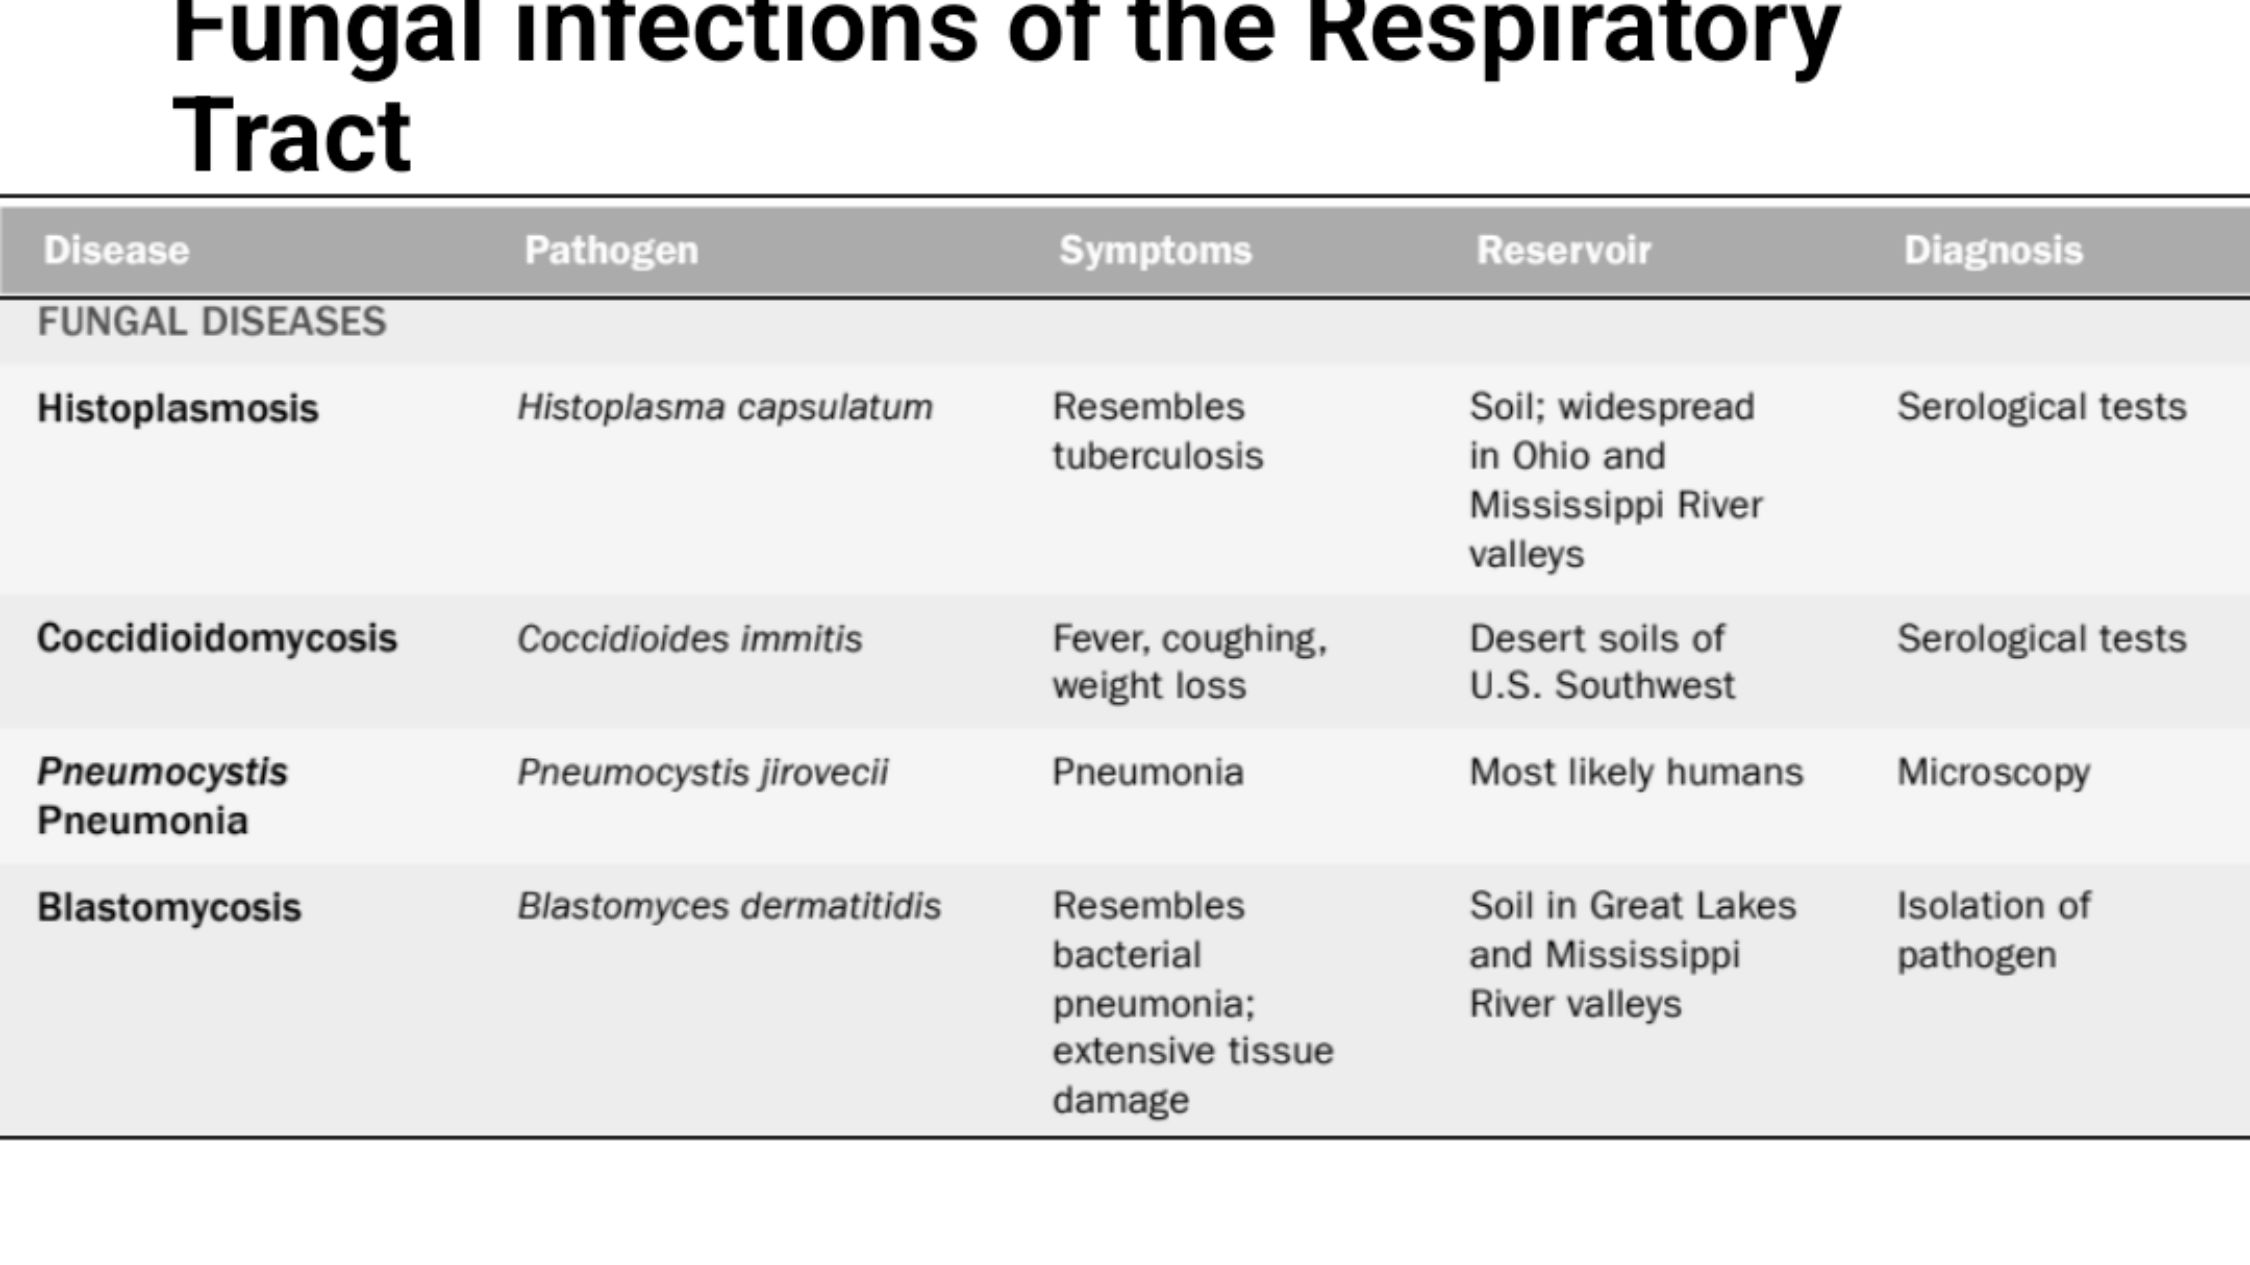 Fungal infections of the Respiratory
Tract
Disease Pathogen Symptoms Reservoir Diagnosis
FUNGAL DISEASES
Histoplasmosis Histoplasma capsulatum Resembles Soil; widespread Serological tests
tuberculosis in Ohio and
Mississippi River
valleys
Coccidioidomycosis Coccidioides immitis Fever, coughing, Desert soils of Serological tests
weight loss U.S. Southwest
Pneumocystis Pneumocystis jirovecii Pneumonia Most likely humans Microscopy
Pneumonia
Blastomycosis Blastomyces dermatitidis Resembles Soil in Great Lakes Isolation of
bacterial and Mississippi pathogen
pneumonia; River valleys
extensive tissue
damage